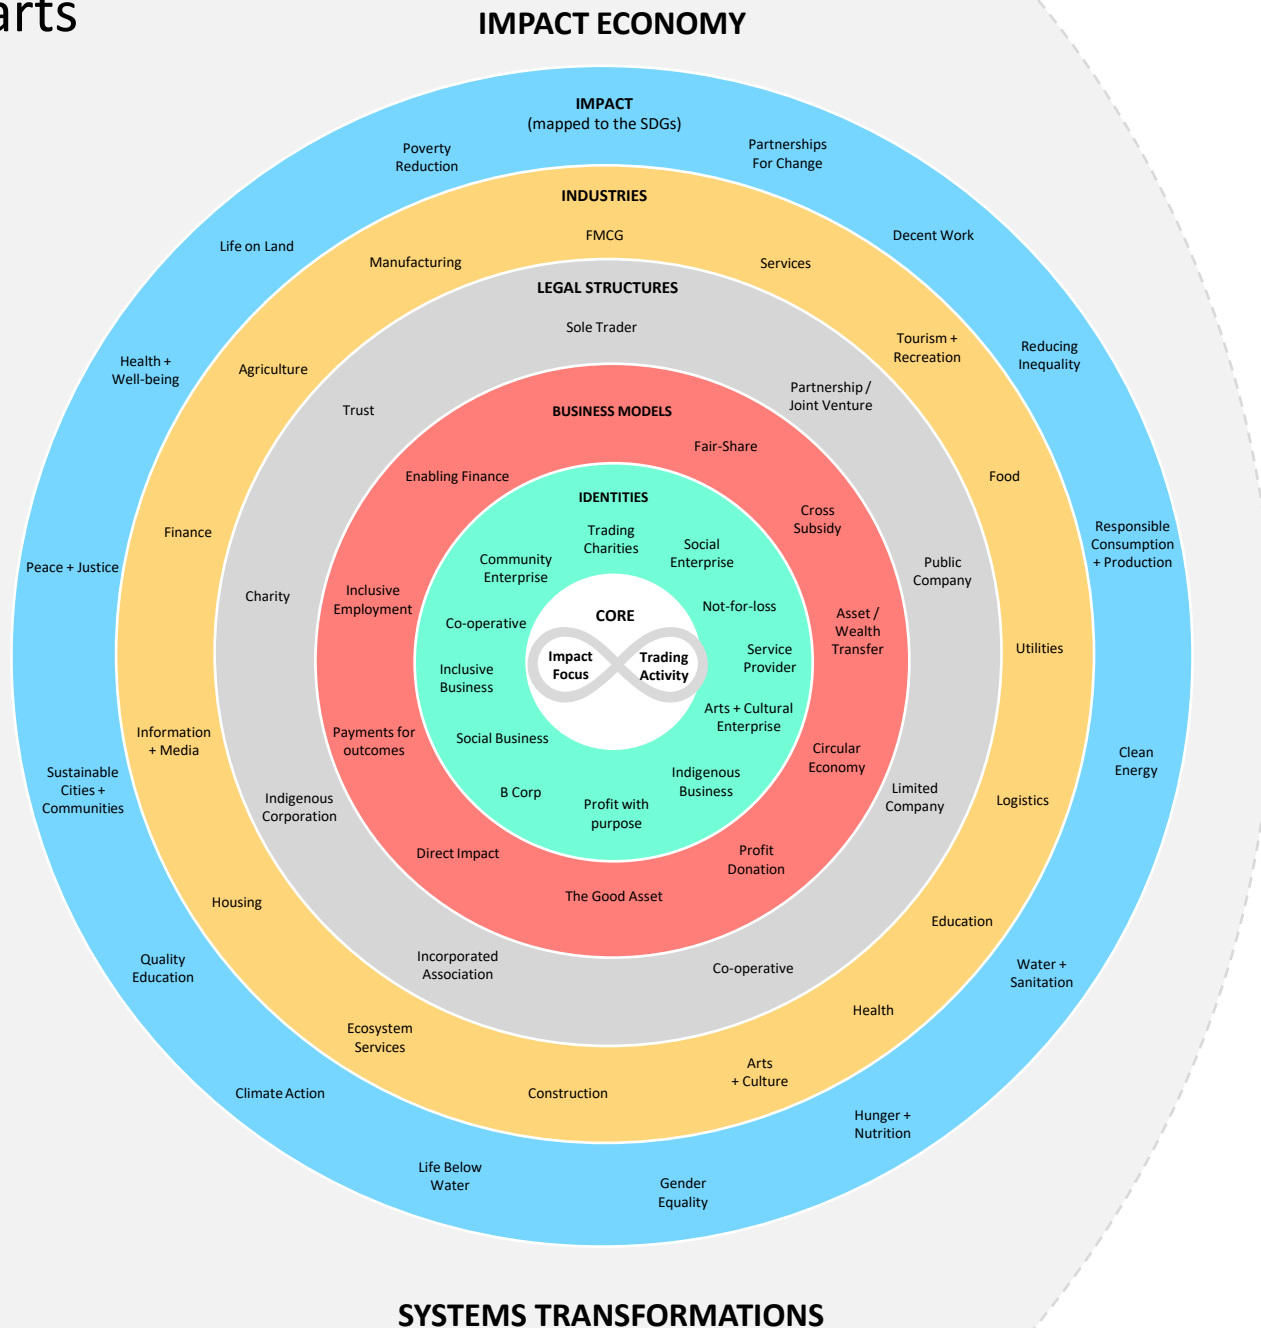 arts
IMPACT ECONOMY
IMPACT
(mapped to the SDGs)
Partnerships
For Change
Decent Work
Reducing
Inequality
Responsible
Consumption
+ Production
Clean
Energy
Water +
Sanitation
Hunger +
Nutrition
Gender
Equality
Life Below
Water
Climate Action
Quality
Education
Sustainable
Cities +
Communities
Peace + Justice
Health +
Well-being
Life on Land
Poverty
Reduction
INDUSTRIES
FMCG
Services
Tourism +
Recreation
Food
Utilities
Logistics
Education
Health
Arts
+ Culture
Construction
Ecosystem
Services
Housing
Information
+ Media
Finance
Agriculture
Manufacturing
LEGAL STRUCTURES
Sole Trader
Partnership /
Joint Venture
Public
Company
Limited
Company
Co-operative
Incorporated
Association
Indigenous
Corporation
Charity
Trust
BUSINESS MODELS
Fair-Share
Cross
Subsidy
Asset /
Wealth
Transfer
Circular
Economy
Profit
Donation
The Good Asset
Direct Impact
Payments for
outcomes
Inclusive
Employment
Enabling Finance
IDENTITIES
Trading
Charities
Social
Enterprise
Not-for-loss
Service
Provider
Arts + Cultural
Enterprise
Indigenous
Business
Profit with
purpose
B Corp
Social Business
Inclusive
Business
Co-operative
Community
Enterprise
CORE
Impact
Focus
Trading
Activity
SYSTEMS TRANSFORMATIONS